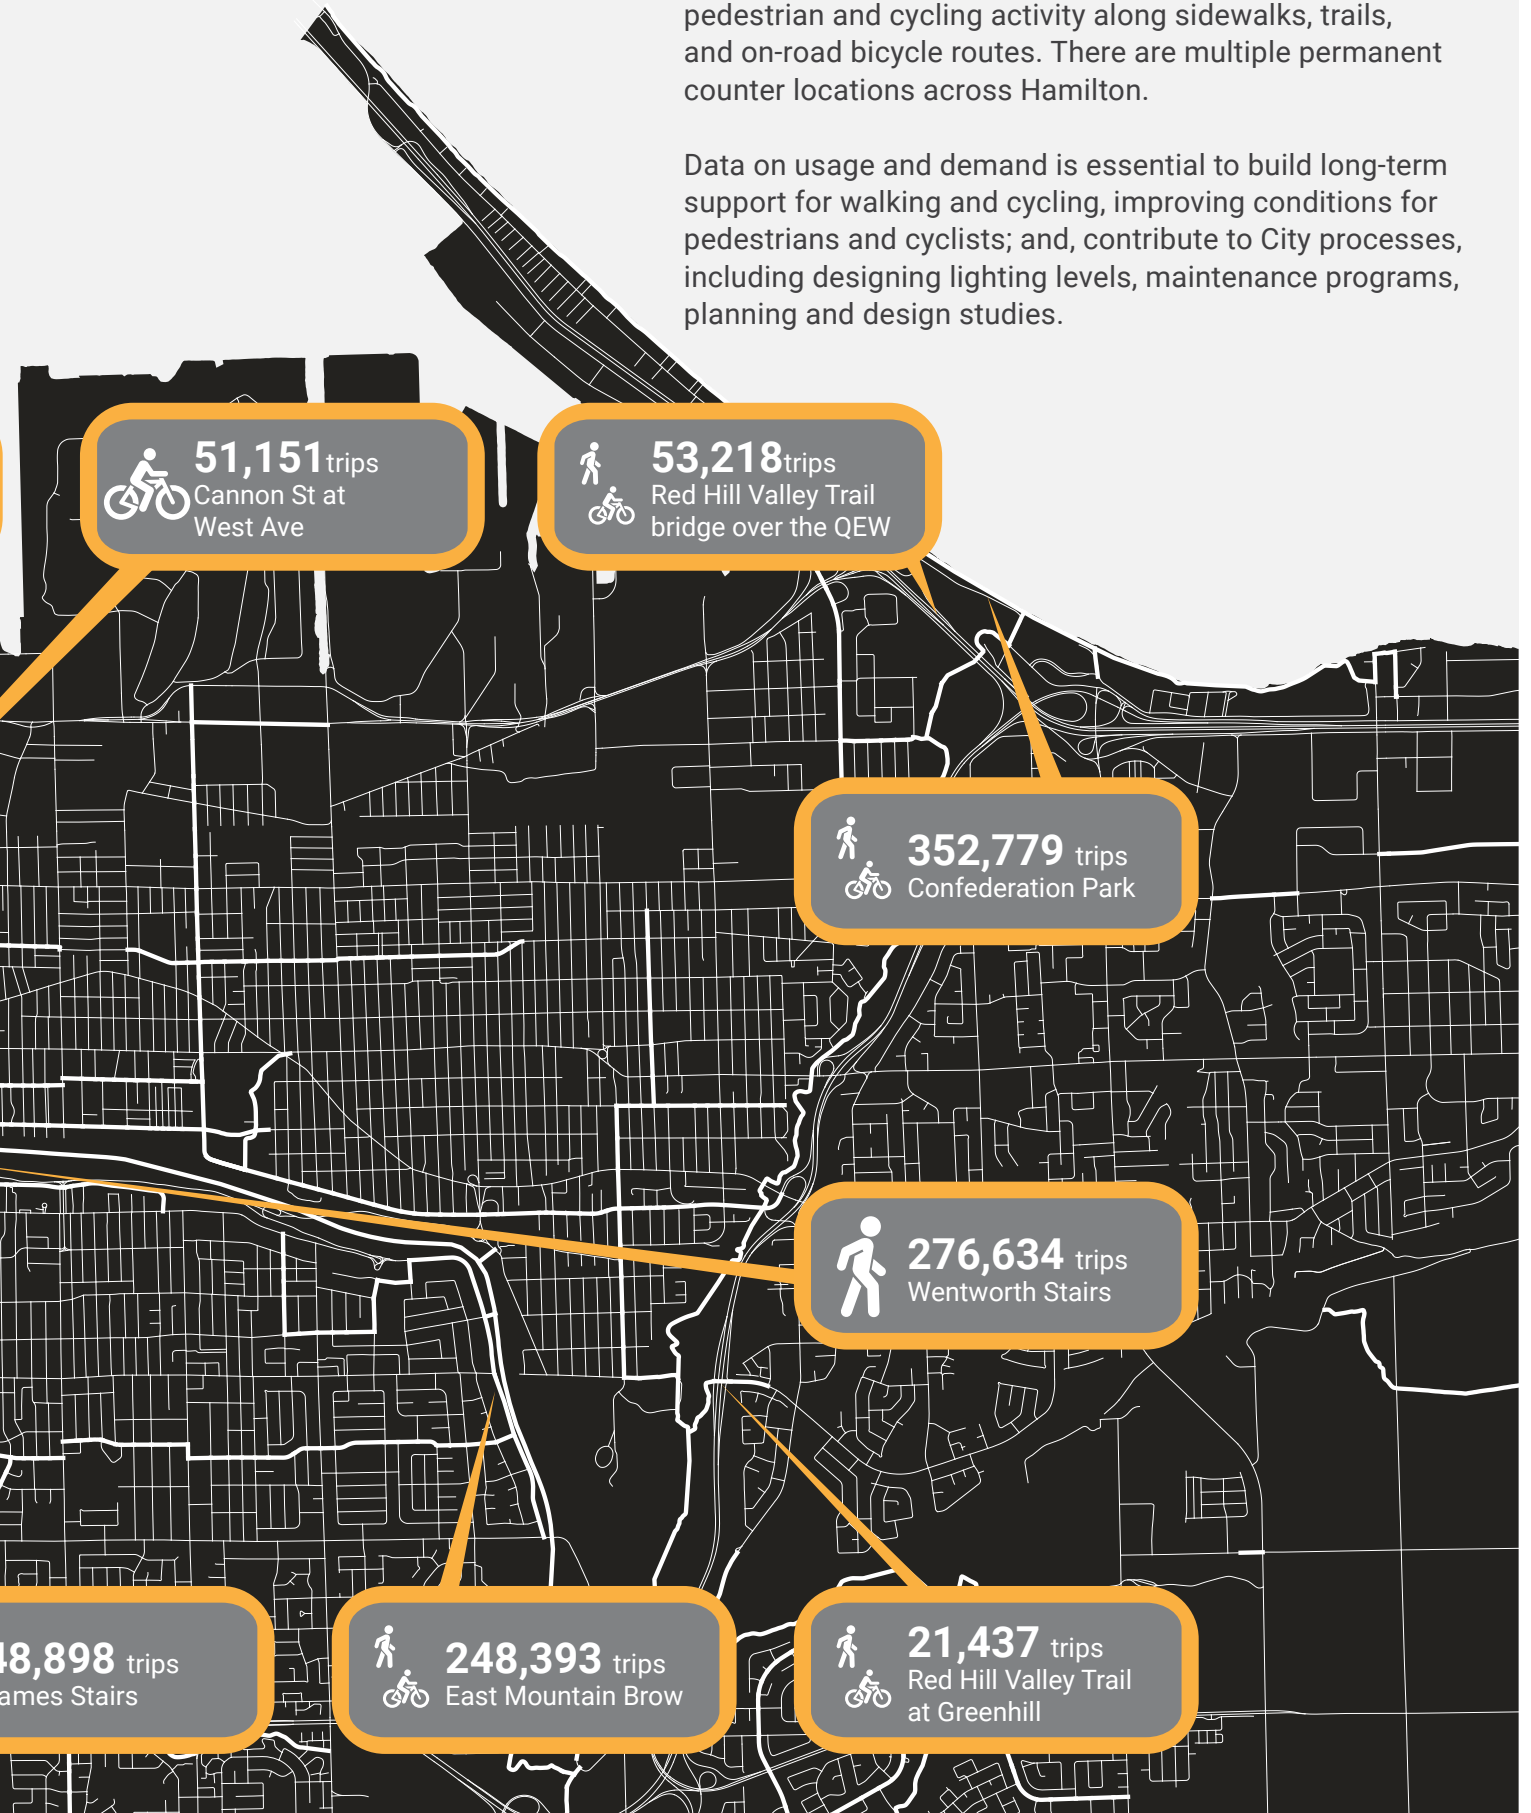 pedestrian and cycling activity along sidewalks, trails,
and on-road bicycle routes. There are multiple permanent
counter locations across Hamilton.
Data on usage and demand is essential to build long-term
support for walking and cycling, improving conditions for
pedestrians and cyclists; and, contribute to City processes,
including designing lighting levels, maintenance programs,
planning and design studies.
51,151trips
Cannon St at
West Ave
53,218trips
Red Hill Valley Trail
bridge over the QEW
352,779 trips
Confederation Park
276,634 trips
Wentworth Stairs
48,898 trips
ames Stairs
248,393 trips
East Mountain Brow
21,437 trips
Red Hill Valley Trail
at Greenhill